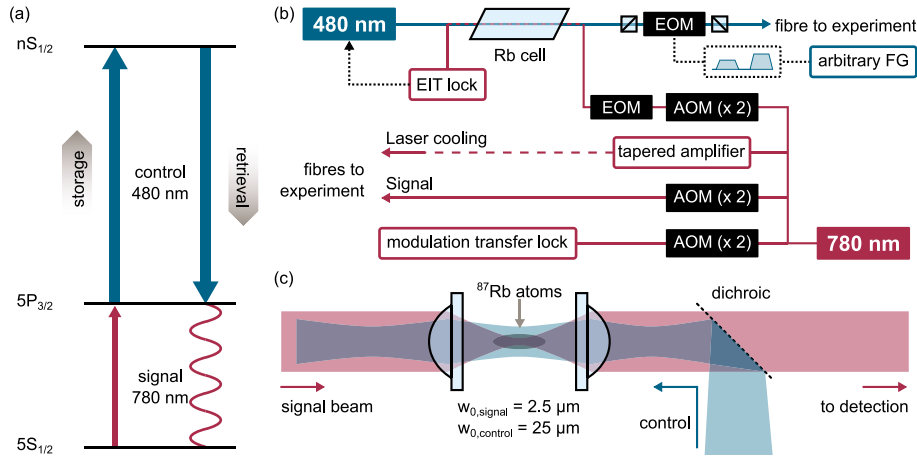 (a)
nS1/2
storage
control
480 nm
retrieval
5P3/2
signal
780 nm
5S1/2
(b)
480 nm
Rb cell
EOM
fibre to experiment
EIT lock
arbitrary FG
EOM
AOM (x 2)
Laser cooling
tapered amplifier
fibres to
experiment
Signal
AOM (x 2)
modulation transfer lock
AOM (x 2)
780 nm
(c)
87Rb atoms
dichroic
signal beam
w0,signal = 2.5 µm
w0,control = 25 µm
control
to detection